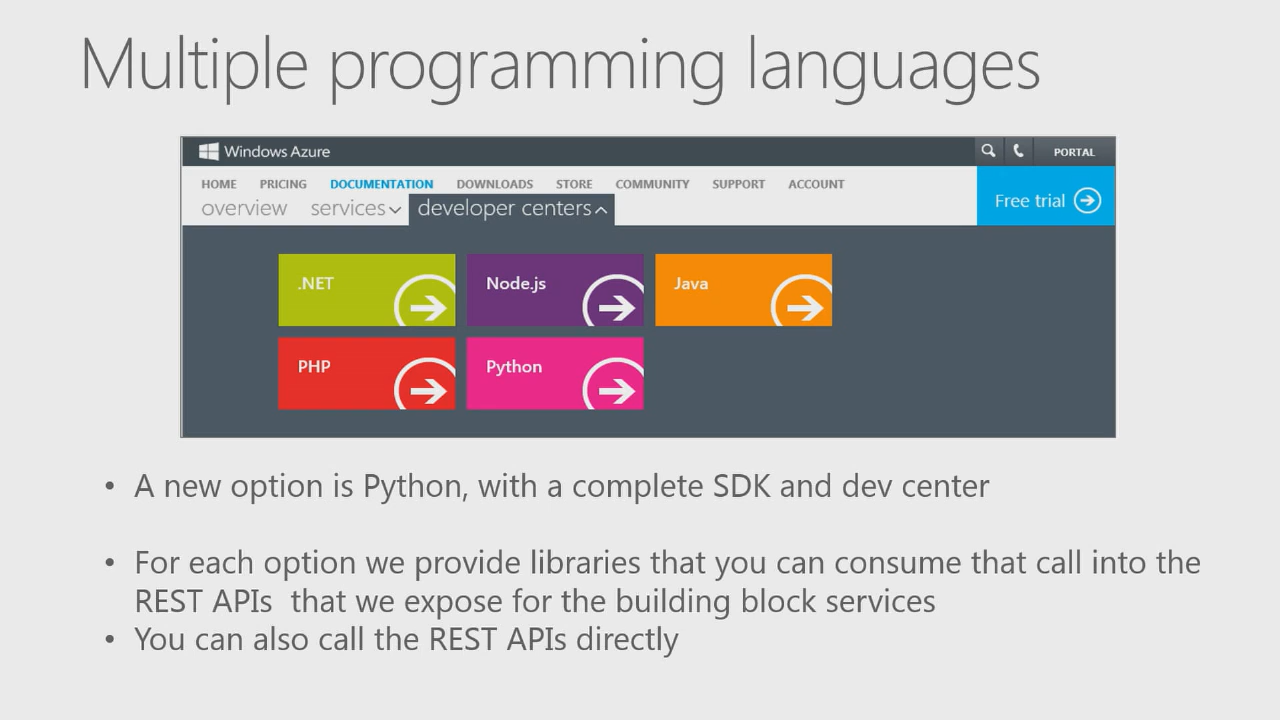 Multiple programming languages
Windows Azure
PORTAL
HOME PRICING DOCUMENTATION DOWNLOADS STORE COMMUNITY SUPPORT ACCOUNT
overview services developer centers
Free trial
.NET Node.js Java
PHP Python
• A new option is Python, with a complete SDK and dev center
• For each option we provide libraries that you can consume that call into the
REST APIs  that we expose for the building block services
• You can also call the REST APIs directly